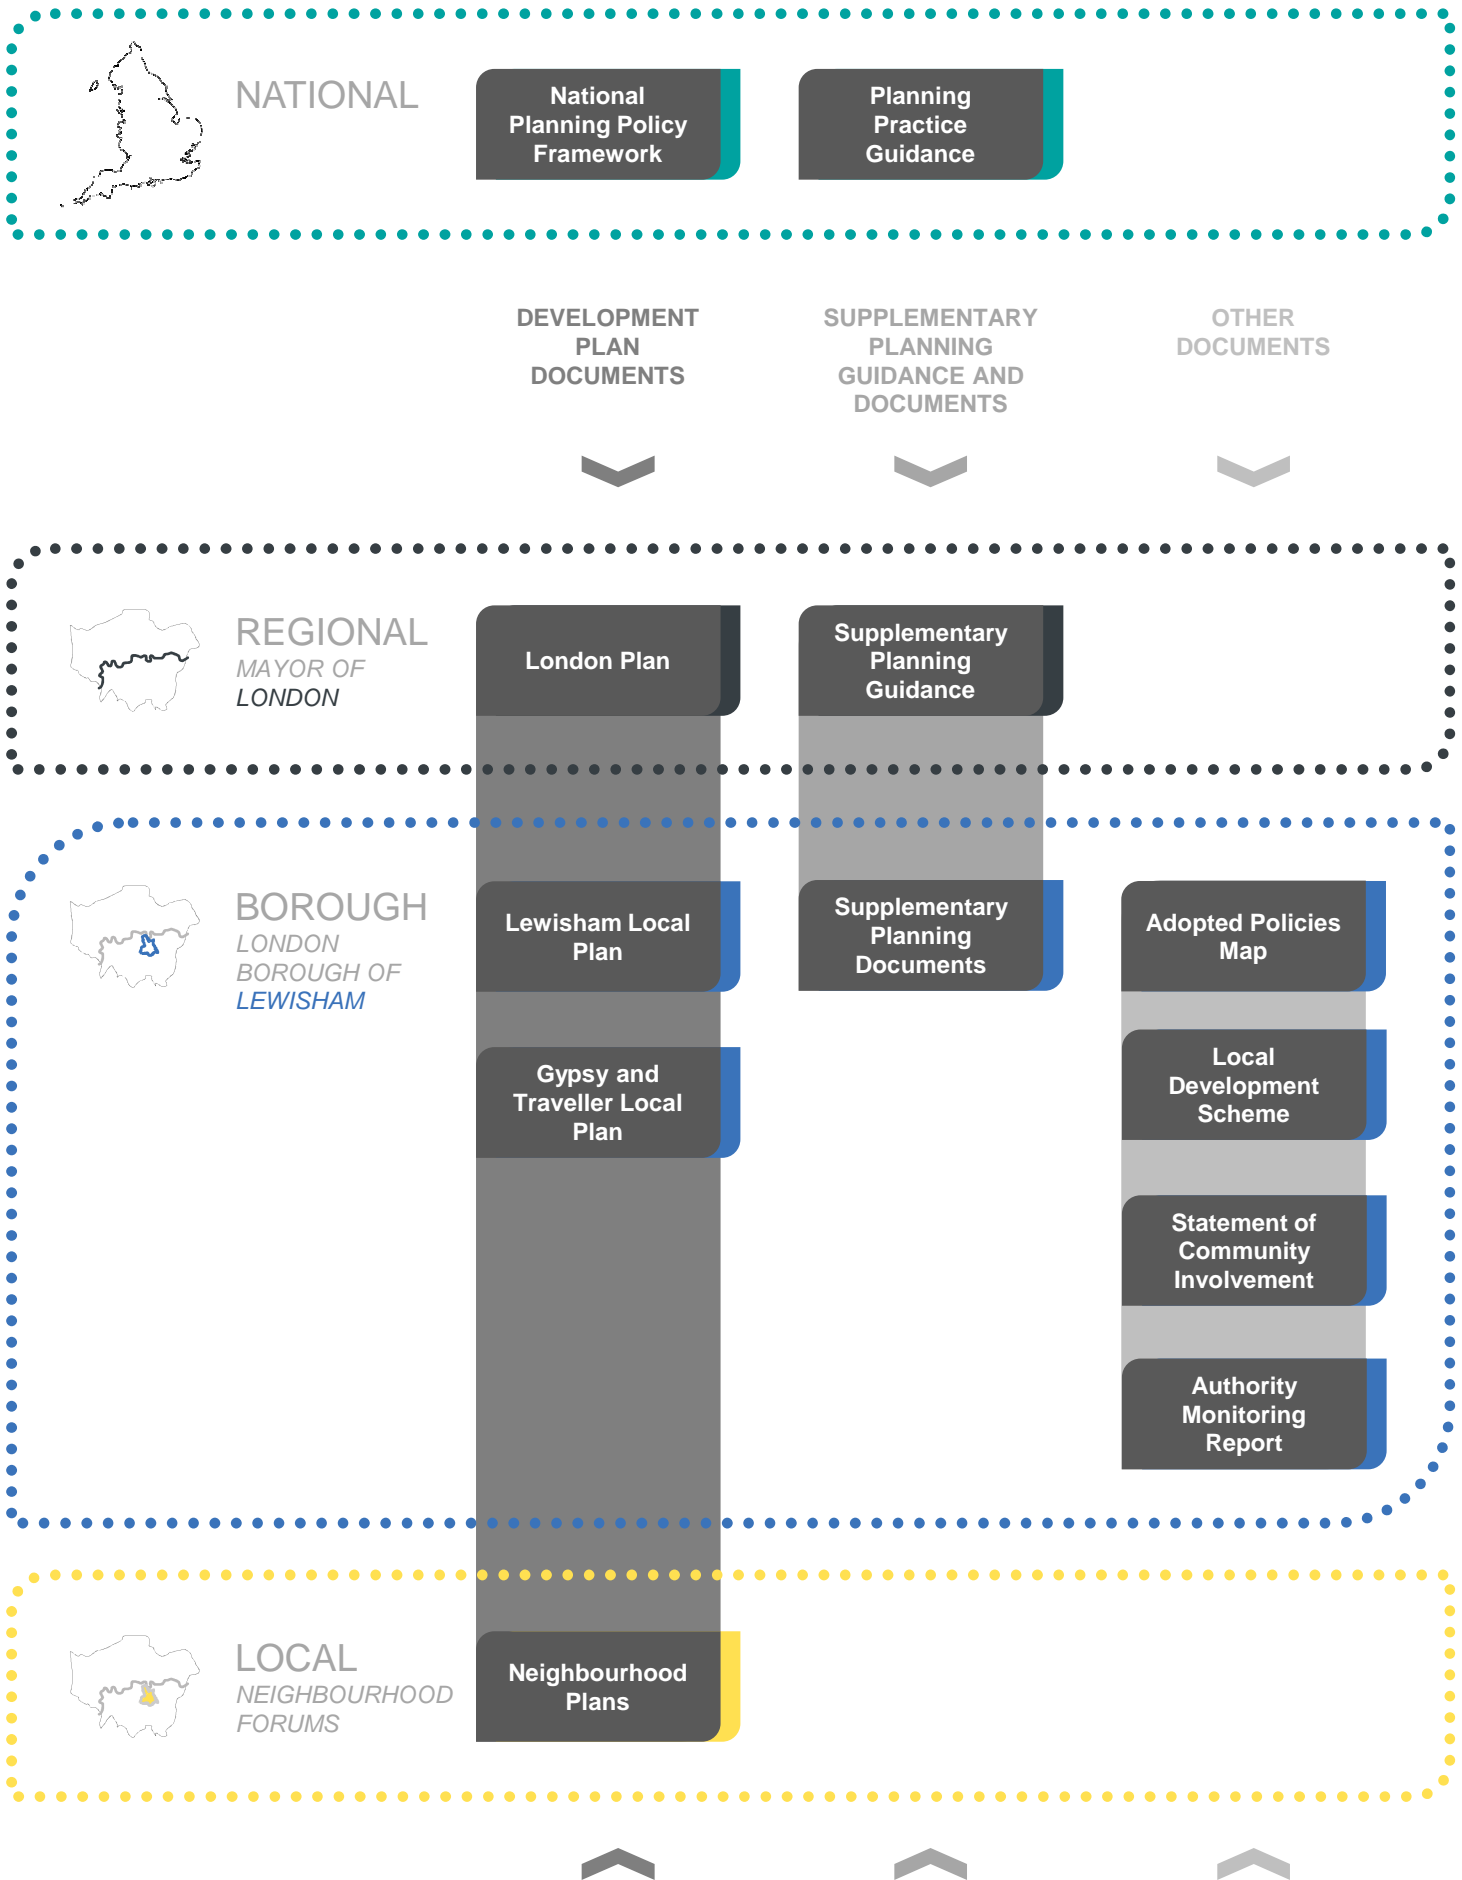 NATIONAL
National
Planning Policy
Framework
Planning
Practice
Guidance
DEVELOPMENT
PLAN
DOCUMENTS
SUPPLEMENTARY
PLANNING
GUIDANCE AND
DOCUMENTS
OTHER
DOCUMENTS
REGIONAL
MAYOR OF
LONDON
London Plan
Supplementary
Planning
Guidance
BOROUGH
LONDON
BOROUGH OF
LEWISHAM
Lewisham Local
Plan
Supplementary
Planning
Documents
Adopted Policies
Map
Gypsy and
Traveller Local
Plan
Local
Development
Scheme
Statement of
Community
Involvement
Authority
Monitoring
Report
LOCAL
NEIGHBOURHOOD
FORUMS
Neighbourhood
Plans